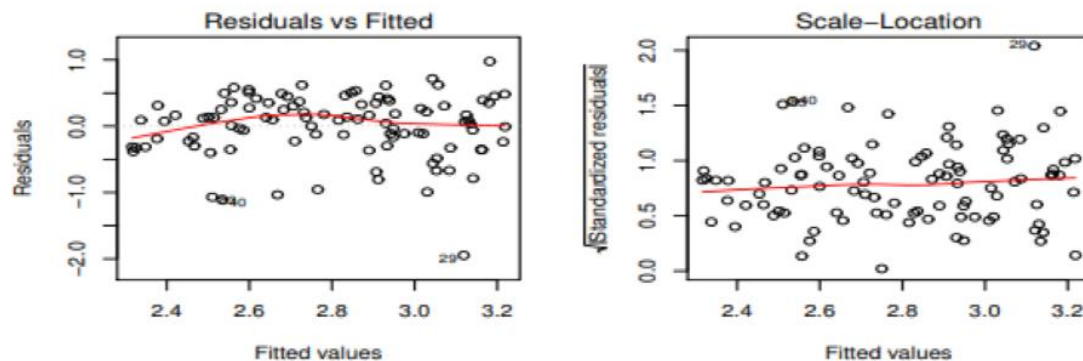 Residuals vs Fitted
Residuals
1.0
0.0
-1.0
-2.0
40
29
2.4 2.6 2.8 3.0 3.2
Fitted values
Scale-Location
√|Standardized residuals|
2.0
1.5
1.0
0.5
0.0
29
40
2.4 2.6 2.8 3.0 3.2
Fitted values